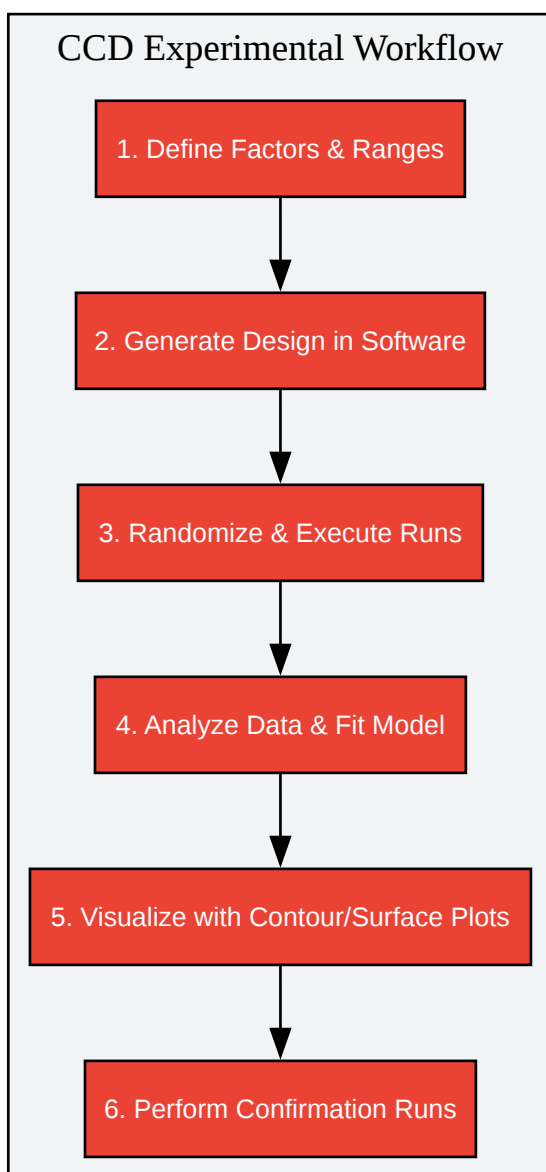 CCD Experimental Workflow
1. Define Factors & Ranges
2. Generate Design in Software
3. Randomize & Execute Runs
4. Analyze Data & Fit Model
5. Visualize with Contour/Surface Plots
6. Perform Confirmation Runs